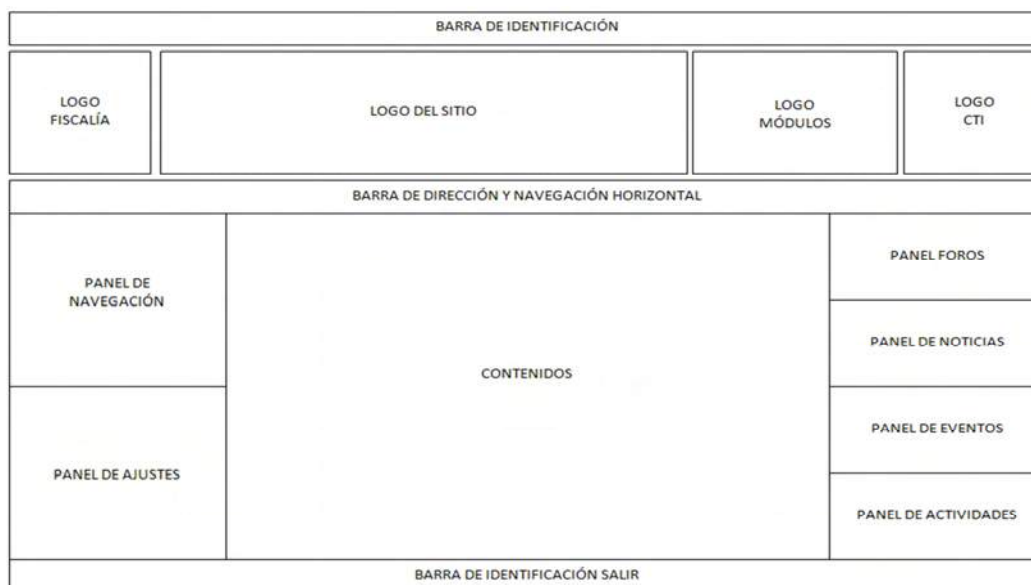 BARRA DE IDENTIFICACIÓN
LOGO
FISCALÍA
LOGO DEL SITIO
LOGO
MÓDULOS
LOGO
CTI
BARRA DE DIRECCIÓN Y NAVEGACIÓN HORIZONTAL
PANEL DE
NAVEGACIÓN
PANEL DE AJUSTES
CONTENIDOS
PANEL FOROS
PANEL DE NOTICIAS
PANEL DE EVENTOS
PANEL DE ACTIVIDADES
BARRA DE IDENTIFICACIÓN SALIR